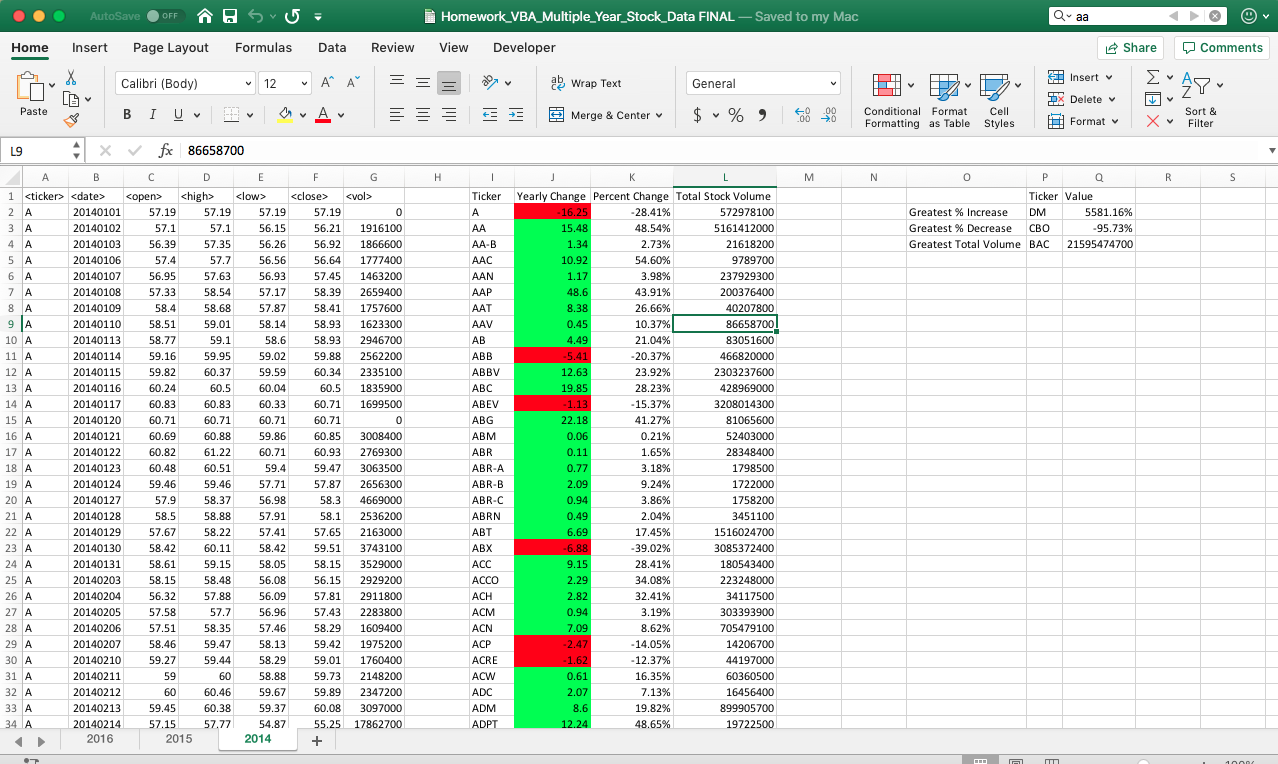 AutoSave OFF Homework_VBA_Multiple_Year_Stock_Data FINAL — Saved to my Mac aa
Home Insert Page Layout Formulas Data Review View Developer Share Comments
Paste Calibri (Body) 12 A A ab Wrap Text General Insert
B I U A Merge & Center $ % .0 .00 .00 .0 Conditional Formatting Format as Table Cell Styles Delete Format Sort & Filter
L9 fx 86658700
A B C D E F G H I J K L M N O P Q R S
1 <ticker> <date> <open> <high> <low> <close> <vol> Ticker Yearly Change Percent Change Total Stock Volume Ticker Value
2 A 20140101 57.19 57.19 57.19 57.19 0 A -16.25 -28.41% 572978100 Greatest % Increase DM 5581.16%
3 A 20140102 57.1 57.1 56.15 56.21 1916100 AA 15.48 48.54% 5161412000 Greatest % Decrease CBO -95.73%
4 A 20140103 56.39 57.35 56.26 56.92 1866600 AA-B 1.34 2.73% 21618200 Greatest Total Volume BAC 21595474700
5 A 20140106 57.4 57.7 56.56 56.64 1777400 AAC 10.92 54.60% 9789700
6 A 20140107 56.95 57.63 56.93 57.45 1463200 AAN 1.17 3.98% 237929300
7 A 20140108 57.33 58.54 57.17 58.39 2659400 AAP 48.6 43.91% 200376400
8 A 20140109 58.4 58.68 57.87 58.41 1757600 AAT 8.38 26.66% 40207800
9 A 20140110 58.51 59.01 58.14 58.93 1623300 AAV 0.45 10.37% 86658700
10 A 20140113 58.77 59.1 58.6 58.93 2946700 AB 4.49 21.04% 83051600
11 A 20140114 59.16 59.95 59.02 59.88 2562200 ABB -5.41 -20.37% 466820000
12 A 20140115 59.82 60.37 59.59 60.34 2335100 ABBV 12.63 23.92% 2303237600
13 A 20140116 60.24 60.5 60.04 60.5 1835900 ABC 19.85 28.23% 428969000
14 A 20140117 60.83 60.83 60.33 60.71 1699500 ABEV -1.13 -15.37% 3208014300
15 A 20140120 60.71 60.71 60.71 60.71 0 ABG 22.18 41.27% 81065600
16 A 20140121 60.69 60.88 59.86 60.85 3008400 ABM 0.06 0.21% 52403000
17 A 20140122 60.82 61.22 60.71 60.93 2769300 ABR 0.11 1.65% 28348400
18 A 20140123 60.48 60.51 59.4 59.47 3063500 ABR-A 0.77 3.18% 1798500
19 A 20140124 59.46 59.46 57.71 57.87 2656300 ABR-B 2.09 9.24% 1722000
20 A 20140127 57.9 58.37 56.98 58.3 4669000 ABR-C 0.94 3.86% 1758200
21 A 20140128 58.5 58.88 57.91 58.1 2536200 ABRN 0.49 2.04% 3451100
22 A 20140129 57.67 58.22 57.41 57.65 2163000 ABT 6.69 17.45% 1516024700
23 A 20140130 58.42 60.11 58.42 59.51 3743100 ABX -6.88 -39.02% 3085372400
24 A 20140131 58.61 59.15 58.05 58.15 3529000 ACC 9.15 28.41% 180543400
25 A 20140203 58.15 58.48 56.08 56.15 2929200 ACCO 2.29 34.08% 223248000
26 A 20140204 56.32 57.88 56.09 57.81 2911800 ACH 2.82 32.41% 34117500
27 A 20140205 57.58 57.7 56.96 57.43 2283800 ACM 0.94 3.19% 303393900
28 A 20140206 57.51 58.35 57.46 58.29 1609400 ACN 7.09 8.62% 705479100
29 A 20140207 58.46 59.47 58.13 59.42 1975200 ACP -2.47 -14.05% 14206700
30 A 20140210 59.27 59.44 58.29 59.01 1760400 ACRE -1.62 -12.37% 44197000
31 A 20140211 59 60 58.88 59.73 2148200 ACW 0.61 16.35% 60360500
32 A 20140212 60 60.46 59.67 59.89 2347200 ADC 2.07 7.13% 16456400
33 A 20140213 59.45 60.38 59.37 60.08 3097000 ADM 8.6 19.82% 899905700
34 A 20140214 57.15 57.77 54.87 55.25 17862700 ADPT 12.24 48.65% 19722500
2016 2015 2014 +
100%